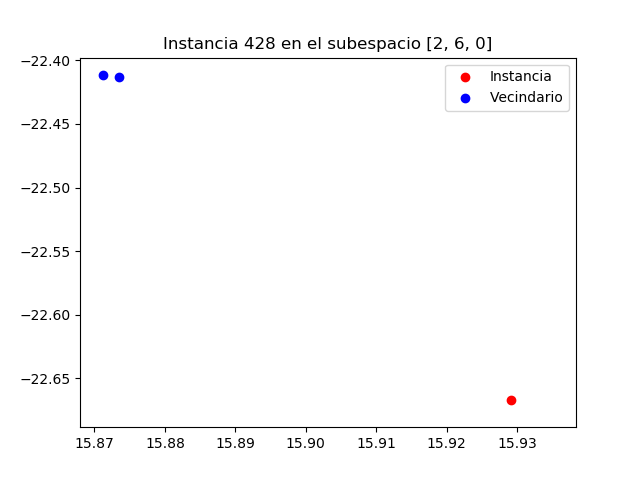 Instancia 428 en el subespacio [2, 6, 0]
−22.40
−22.45
−22.50
−22.55
−22.60
−22.65
Instancia
Vecindario
15.87 15.88 15.89 15.90 15.91 15.92 15.93